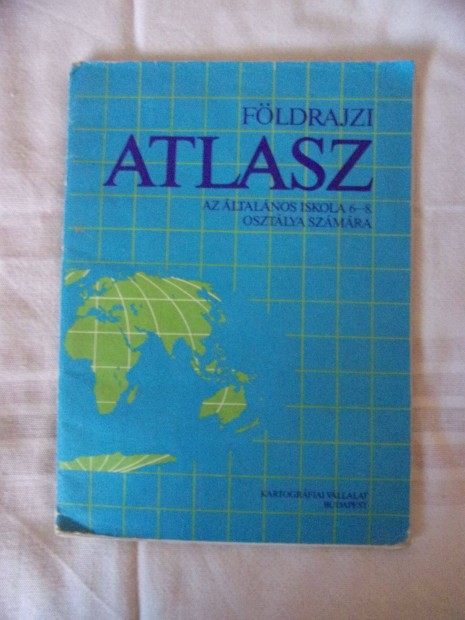 FÖLDRAJZI
ATLASZ
AZ ÁLTALÁNOS ISKOLA 6–8.
OSZTÁLYA SZÁMÁRA
KARTOGRÁFIAI VÁLLALAT
BUDAPEST